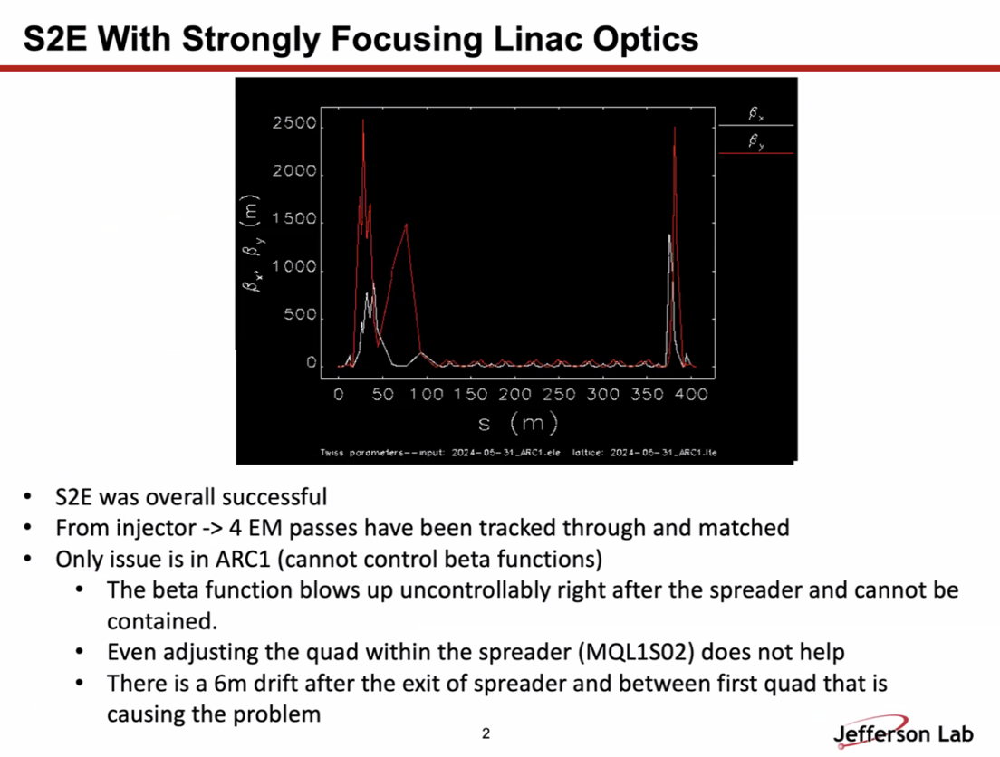 S2E With Strongly Focusing Linac Optics
βx
βy
2500
2000
1500
1000
500
0
βx, βy (m)
0 50 100 150 200 250 300 350 400
s (m)
Twiss parameters--input: 2024-05-31_ARC1.ele lattice: 2024-05-31_ARC1.lte
• S2E was overall successful
• From injector -> 4 EM passes have been tracked through and matched
• Only issue is in ARC1 (cannot control beta functions)
• The beta function blows up uncontrollably right after the spreader and cannot be
contained.
• Even adjusting the quad within the spreader (MQL1S02) does not help
• There is a 6m drift after the exit of spreader and between first quad that is
causing the problem
2
Jefferson Lab